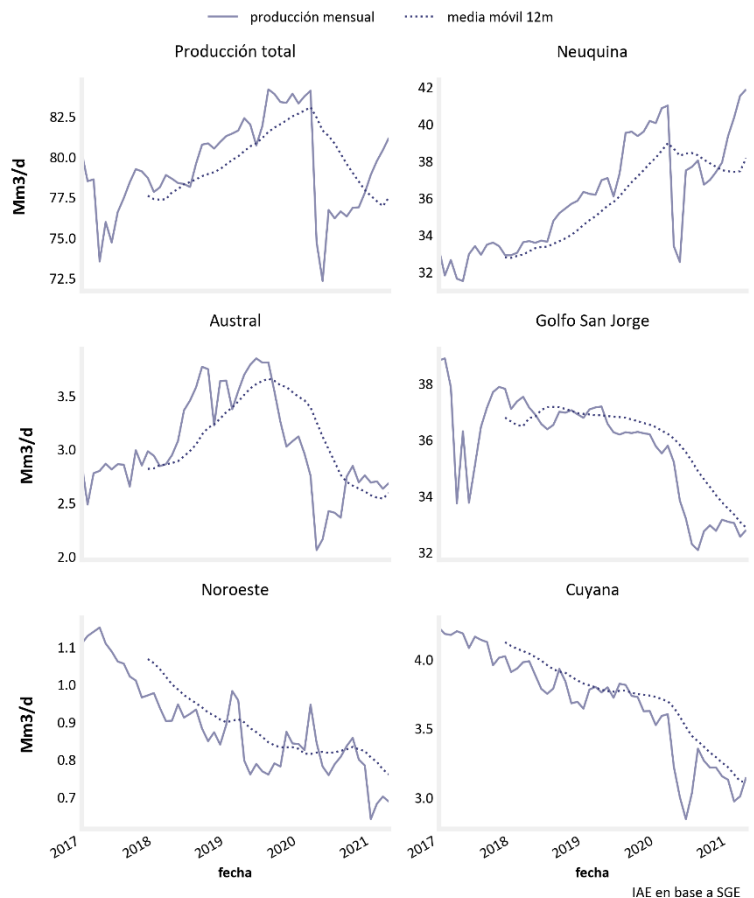 producción mensual media móvil 12m
Producción total
Mm3/d
82.5
80.0
77.5
75.0
72.5
Neuquina
42
40
38
36
34
32
Austral
Mm3/d
3.5
3.0
2.5
2.0
Golfo San Jorge
38
36
34
32
Noroeste
Mm3/d
1.1
1.0
0.9
0.8
0.7
2017 2018 2019 2020 2021
fecha
Cuyana
4.0
3.5
3.0
2017 2018 2019 2020 2021
fecha
IAE en base a SGE